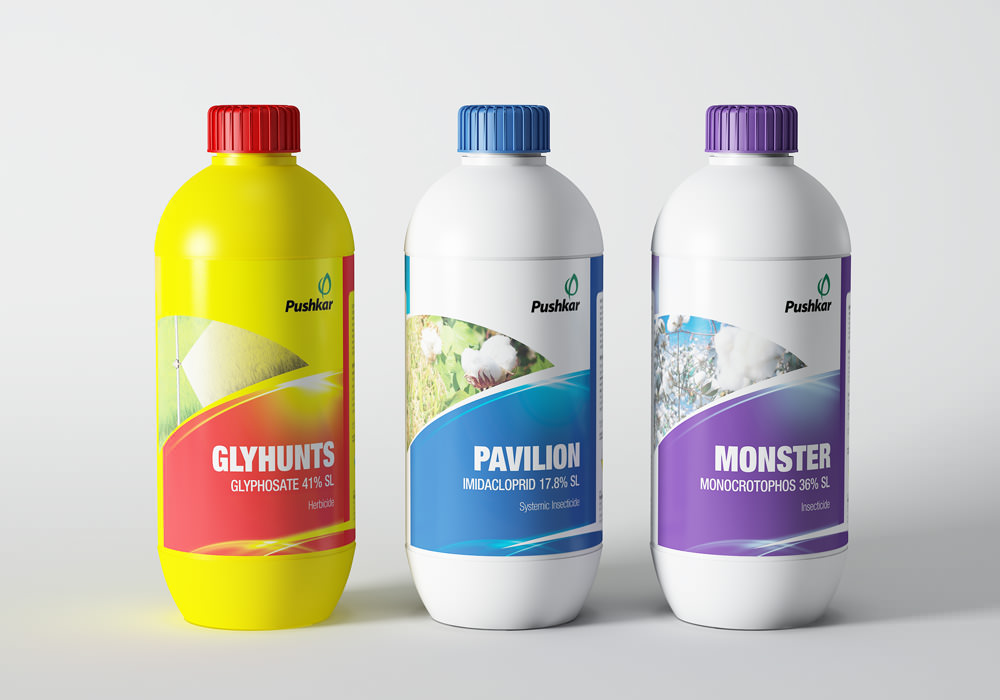 Pushkar
GLYHUNTS
GLYPHOSATE 41% SL
Herbicide
Pushkar
PAVILION
IMIDACLOPRID 17.8% SL
Systemic Insecticide
Pushkar
MONSTER
MONOCROTOPHOS 36% SL
Insecticide